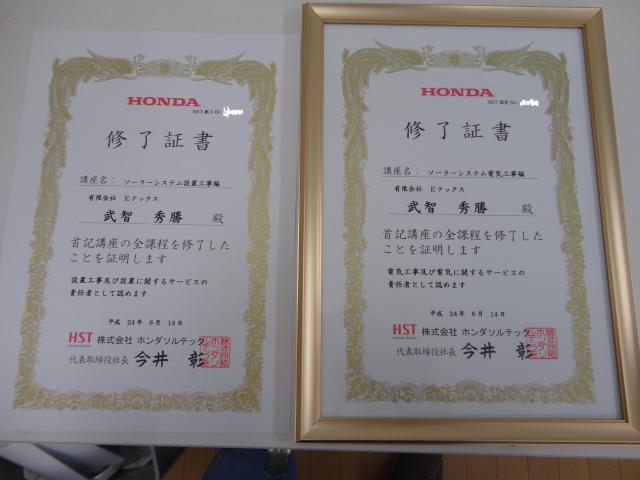 HONDA
修了証書
講座名： ソーラーシステム設置工事編
有限会社 Eテックス
武智 秀勝 殿
首記講座の全課程を修了した
ことを証明します
設置工事及び設置に関するサービスの
責任者として認めます
平成 24年 6月 14日
HST 株式会社 ホンダソルテック
代表取締役社長 今井 彰
HONDA
HST 認定No.
修了証書
講座名： ソーラーシステム電気工事編
有限会社 Eテックス
武智 秀勝 殿
首記講座の全課程を修了した
ことを証明します
電気工事及び電気に関するサービスの
責任者として認めます
平成 24年 6月 14日
HST 株式会社 ホンダソルテック
代表取締役社長 今井 彰